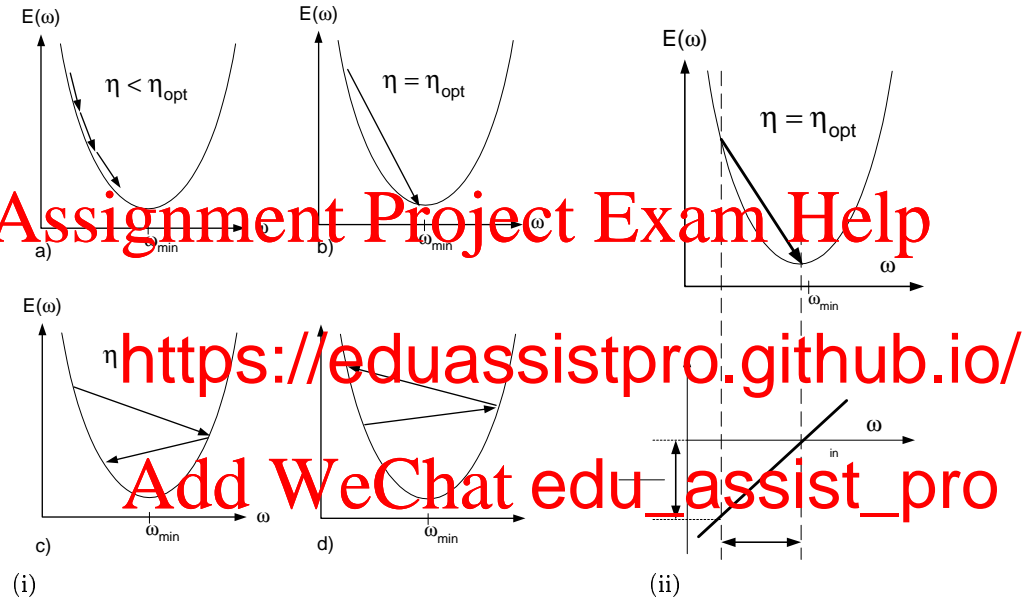 E(ω)
η < η_opt
ω_min
ω
a)
E(ω)
η = η_opt
ω_min
ω
b)
E(ω)
η = η_opt
ω
ω_min
Assignment Project Exam Help
E(ω)
η
ω_min
ω
c)
https://eduassistpro.github.io/
ω_min
d)
ω
in
Add WeChat edu_assist_pro
(i)
(ii)